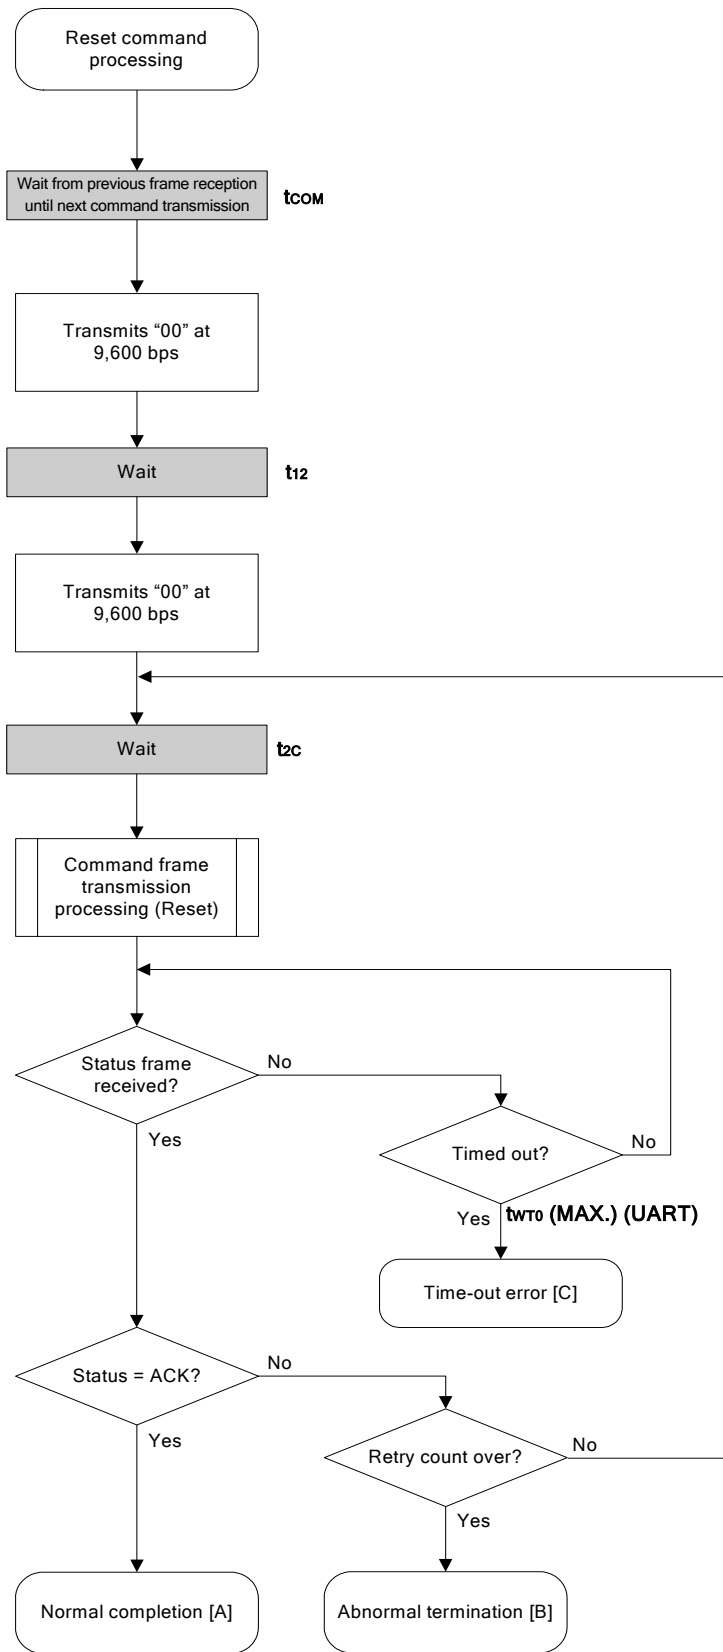 Reset command
processing
Wait from previous frame reception
until next command transmission
tCOM
Transmits “00” at
9,600 bps
Wait
t12
Transmits “00” at
9,600 bps
Wait
t2C
Command frame
transmission
processing (Reset)
Status frame
received?
No
Yes
Timed out?
No
Yes
tWT0 (MAX.) (UART)
Time-out error [C]
Status = ACK?
No
Yes
Retry count over?
No
Yes
Normal completion [A]
Abnormal termination [B]